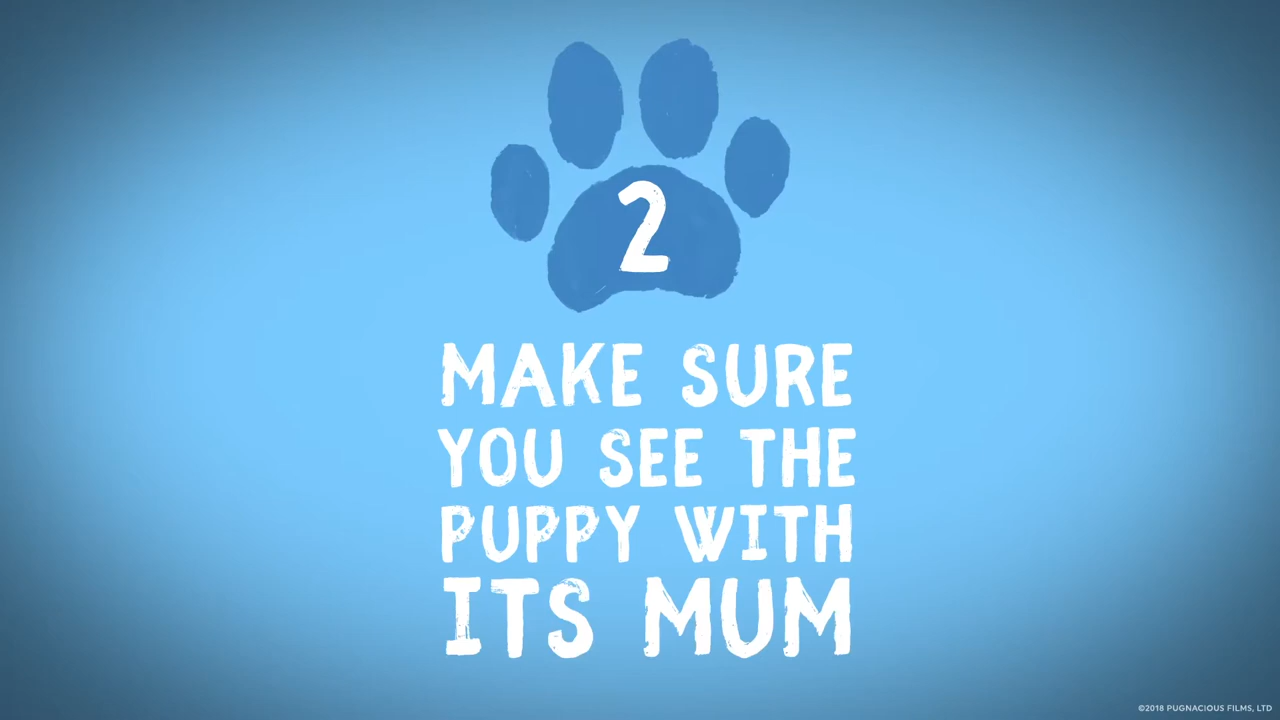 2
MAKE SURE
YOU SEE THE
PUPPY WITH
ITS MUM
©2018 PUGNACIOUS FILMS, LTD